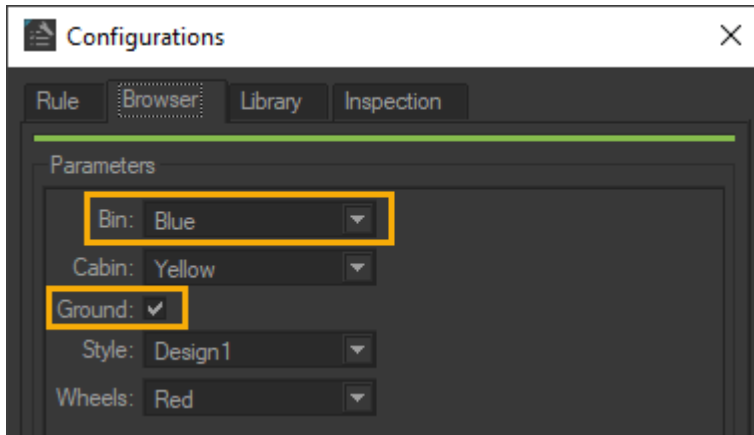 Configurations
Rule Browser Library Inspection
Parameters
Bin: Blue
Cabin: Yellow
Ground:
Style: Design1
Wheels: Red